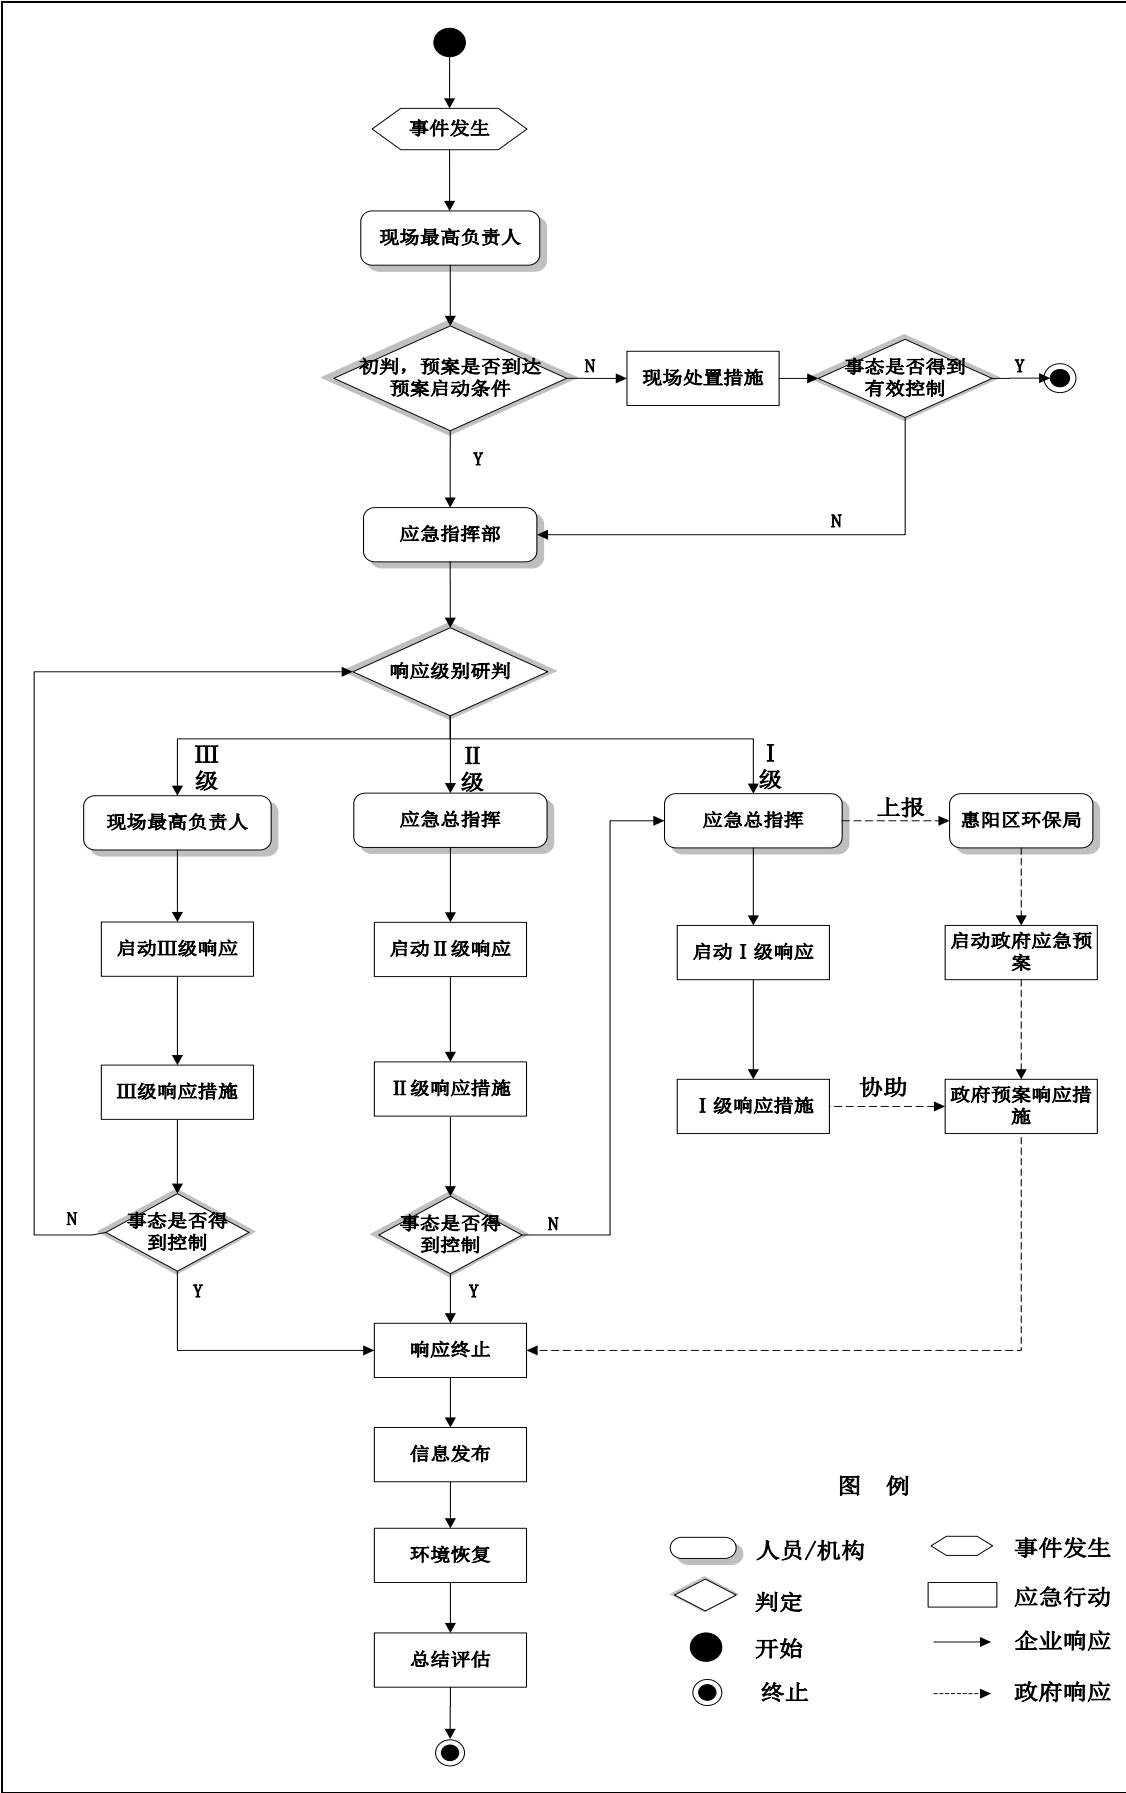 事件发生
现场最高负责人
初判，预案是否到达
预案启动条件
N
现场处置措施
事态是否得到
有效控制
Y
Y
应急指挥部
N
响应级别研判
III
级
II
级
I
级
现场最高负责人
应急总指挥
应急总指挥
上报
惠阳区环保局
启动III级响应
启动II级响应
启动I级响应
启动政府应急预
案
III级响应措施
II级响应措施
I级响应措施
协助
政府预案响应措
施
N
事态是否得
到控制
事态是否得
到控制
N
Y
Y
响应终止
信息发布
环境恢复
总结评估
图 例
人员/机构
事件发生
判定
应急行动
开始
企业响应
终止
政府响应